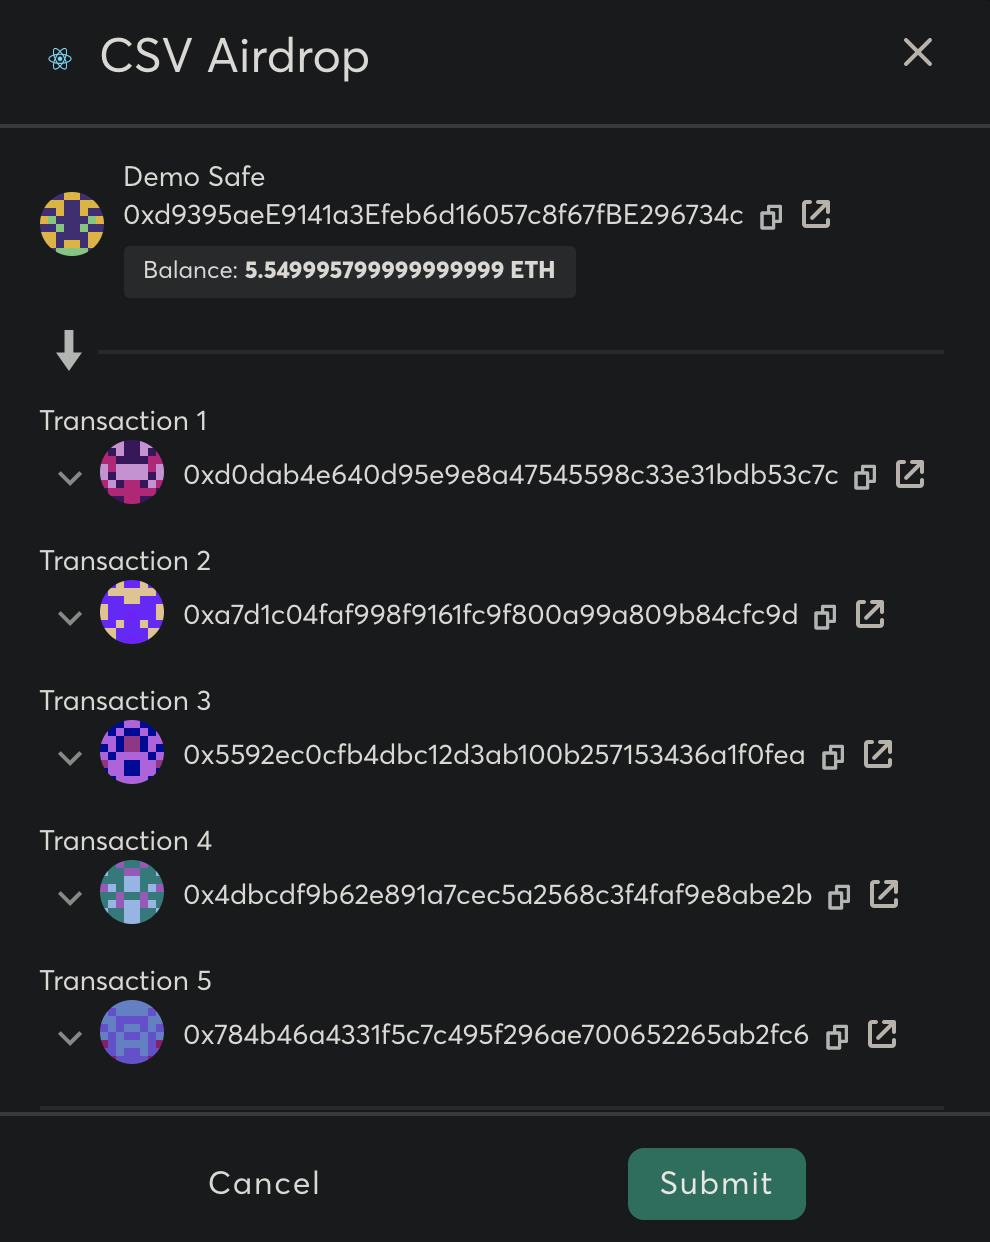 CSV Airdrop
Demo Safe
0xd9395aeE9141a3Efeb6d16057c8f67fBE296734c
Balance: 5.549995799999999999 ETH
Transaction 1
0xd0dab4e640d95e9e8a47545598c33e31bdb53c7c
Transaction 2
0xa7d1c04faf998f9161fc9f800a99a809b84cfc9d
Transaction 3
0x5592ec0cfb4dbc12d3ab100b257153436a1f0fea
Transaction 4
0x4dbcdf9b62e891a7cec5a2568c3f4faf9e8abe2b
Transaction 5
0x784b46a4331f5c7c495f296ae700652265ab2fc6
Cancel
Submit